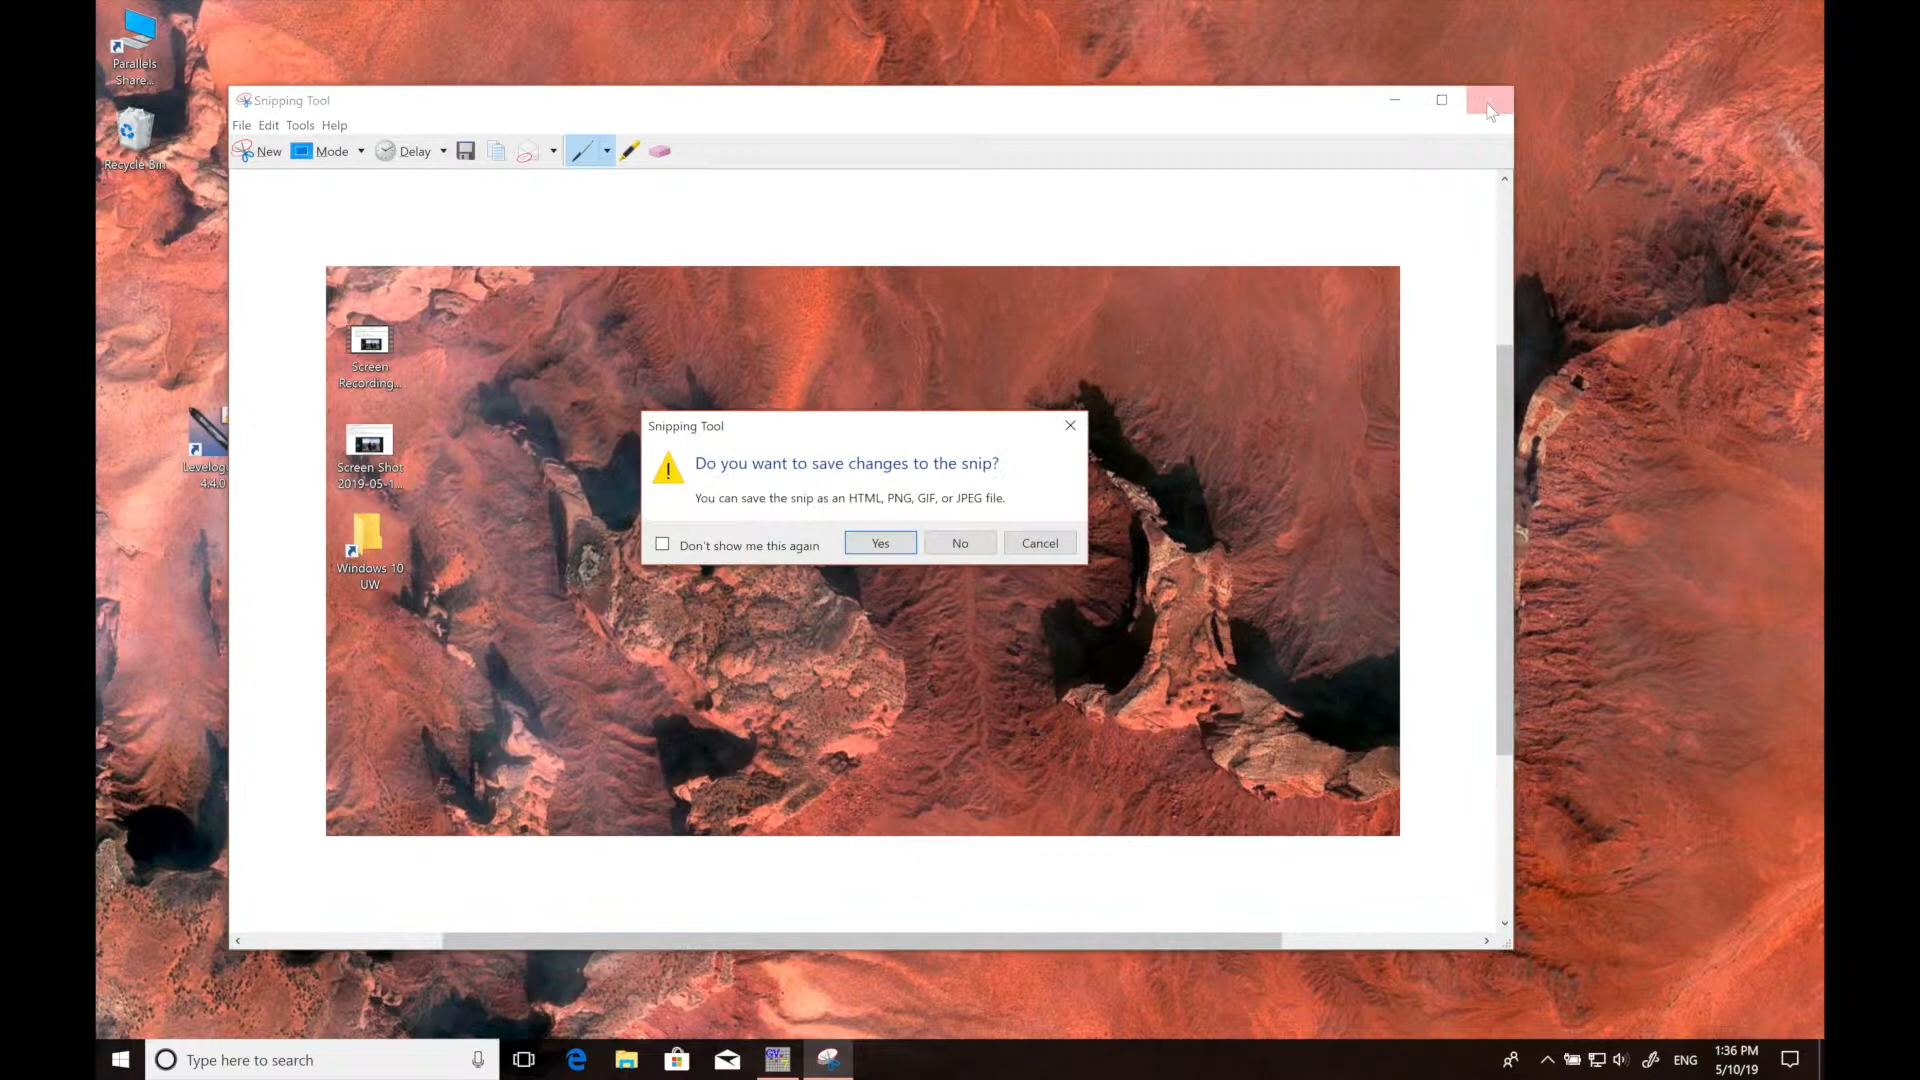 Parallels
Share...
Recycle Bin
Snipping Tool
File Edit Tools Help
New Mode Delay
Screen
Recording...
Screen Shot
2019-05-1...
Windows 10
UW
Levelog
4.4.0
Snipping Tool
Do you want to save changes to the snip?
You can save the snip as an HTML, PNG, GIF, or JPEG file.
Don't show me this again Yes No Cancel
Type here to search
ENG
1:36 PM
5/10/19